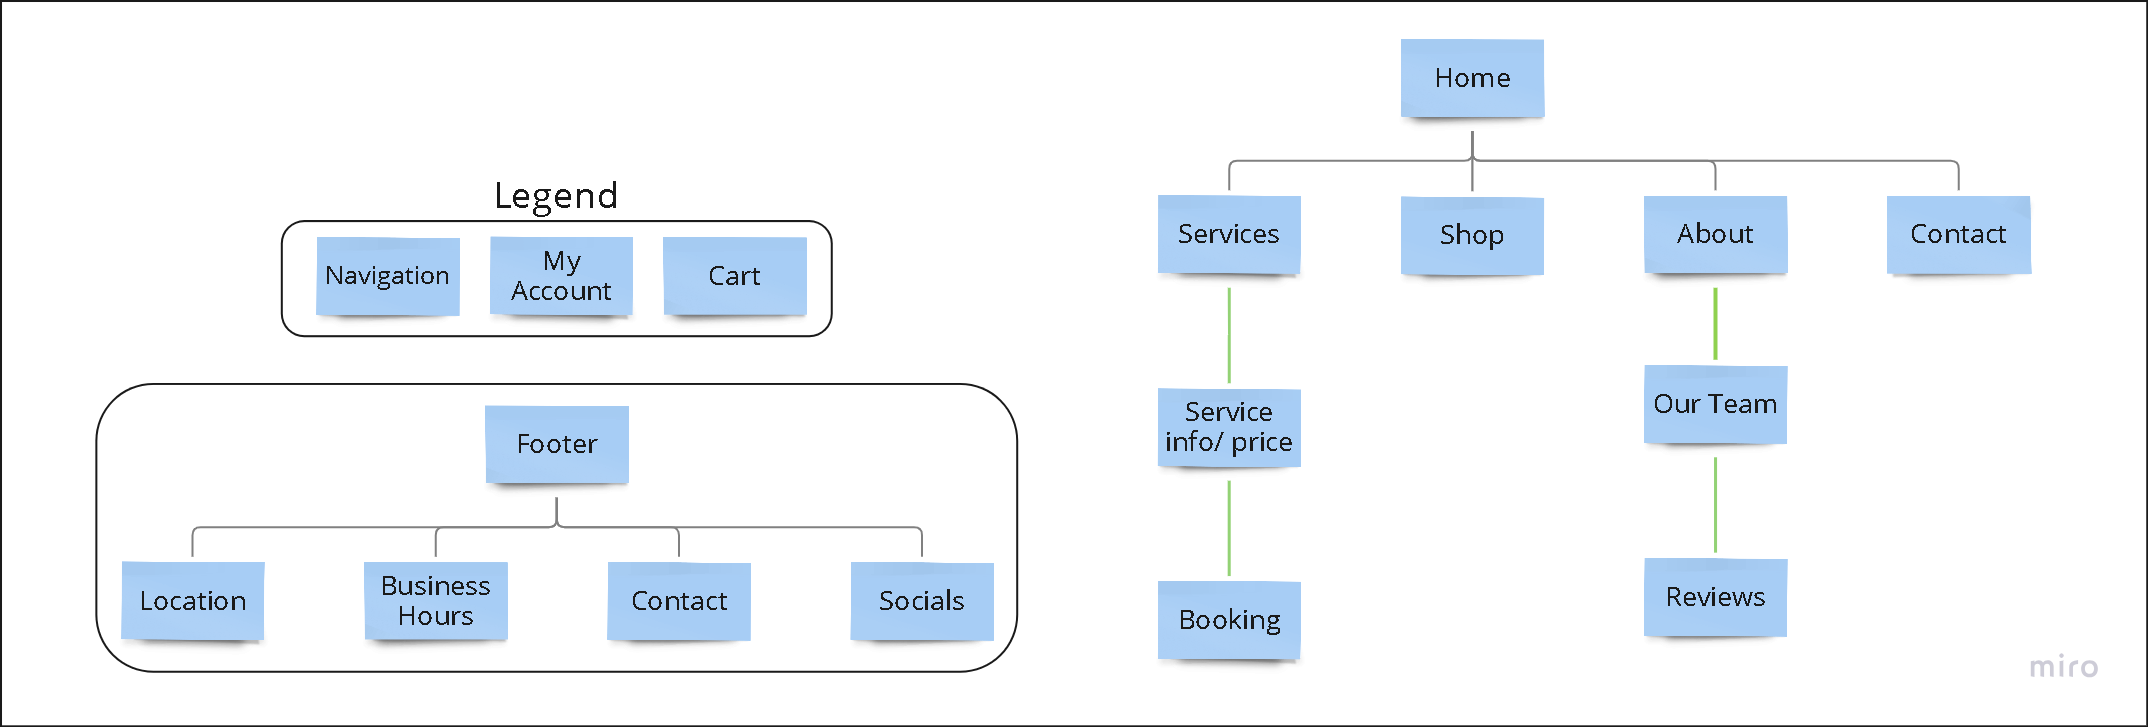 Legend
Navigation
My
Account
Cart
Footer
Location
Business
Hours
Contact
Socials
Home
Services
Shop
About
Contact
Service
info/ price
Our Team
Booking
Reviews
miro